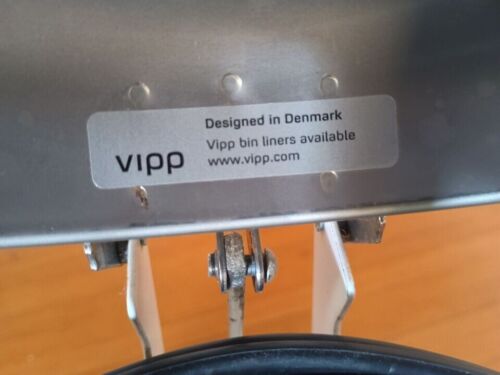 Designed in Denmark
Vipp bin liners available
www.vipp.com
vipp